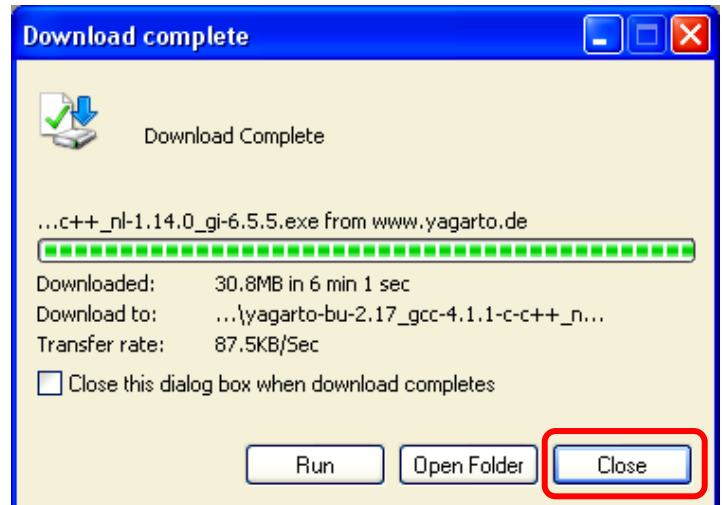 Download complete
Download Complete
...c++_nl-1.14.0_gi-6.5.5.exe from www.yagarto.de
Downloaded: 30.8MB in 6 min 1 sec
Download to: ...\yagarto-bu-2.17_gcc-4.1.1-c-c++_n...
Transfer rate: 87.5KB/Sec
Close this dialog box when download completes
Run Open Folder Close